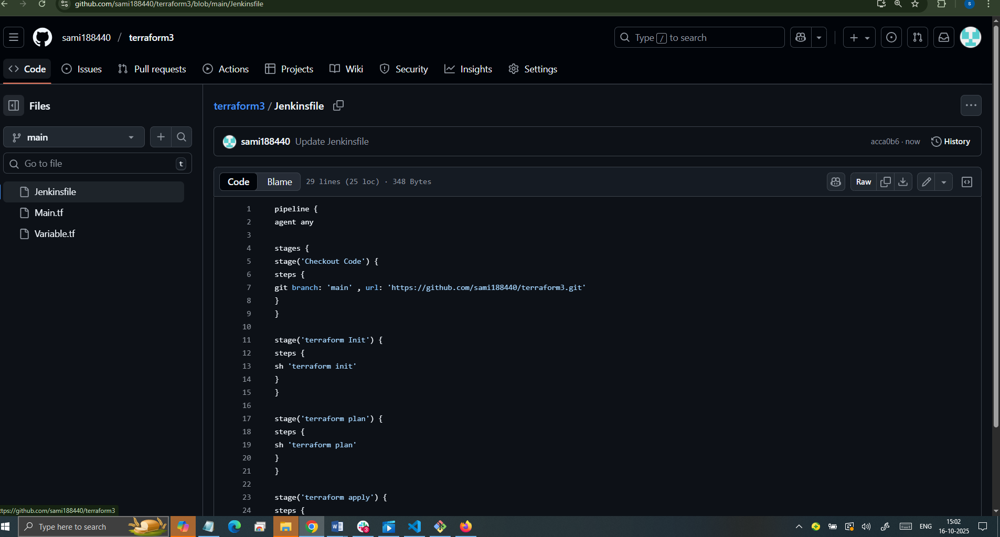 github.com/sami188440/terraform3/blob/main/Jenkinsfile
s
sami188440 / terraform3
Type / to search
Code Issues Pull requests Actions Projects Wiki Security Insights Settings
Files
terraform3 / Jenkinsfile
main
sami188440 Update Jenkinsfile
acca0b6 · now History
Go to file t
Code Blame 29 lines (25 loc) · 348 Bytes
Raw
Jenkinsfile
Main.tf
Variable.tf
1 pipeline {
2 agent any
3
4 stages {
5 stage('Checkout Code') {
6 steps {
7 git branch: 'main' , url: 'https://github.com/sami188440/terraform3.git'
8 }
9 }
10
11 stage('terraform Init') {
12 steps {
13 sh 'terraform init'
14 }
15 }
16
17 stage('terraform plan') {
18 steps {
19 sh 'terraform plan'
20 }
21 }
22
23 stage('terraform apply') {
24 steps {
ttps://github.com/sami188440/terraform3
Type here to search
3
ENG
15:02
16-10-2025